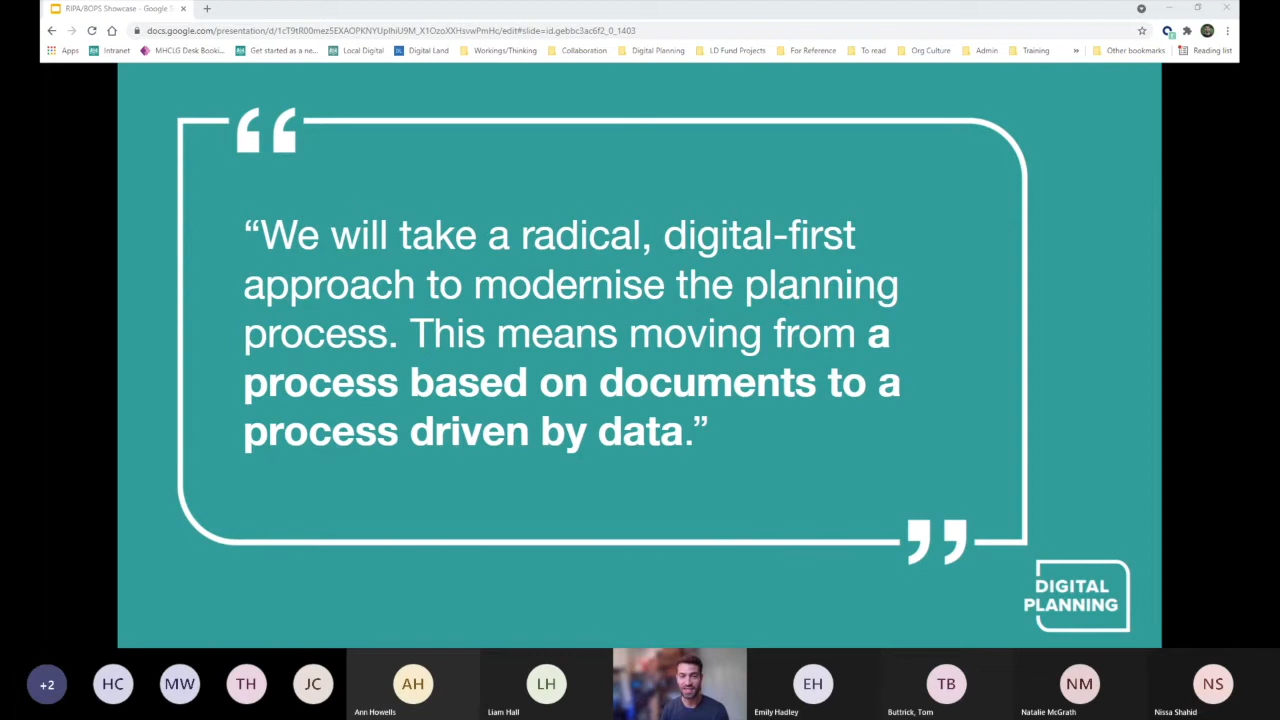 RIPA/BOPS Showcase - Google S
docs.google.com/presentation/d/1cT9tR00mez5EXAOPKNYUpIhiU9M_X1OzoXXHsvwPmHc/edit#slide=id.gebbc3ac6f2_0_1403
Apps Intranet MHCLG Desk Booki... Get started as a ne... Local Digital Digital Land Workings/Thinking Collaboration Digital Planning LD Fund Projects For Reference To read Org Culture Admin Training » Other bookmarks Reading list
“We will take a radical, digital-first
approach to modernise the planning
process. This means moving from a
process based on documents to a
process driven by data.”
DIGITAL
PLANNING
+2 HC MW TH JC AH LH EH TB NM NS
Ann Howells Liam Hall Emily Hadley Buttrick, Tom Natalie McGrath Nissa Shahid